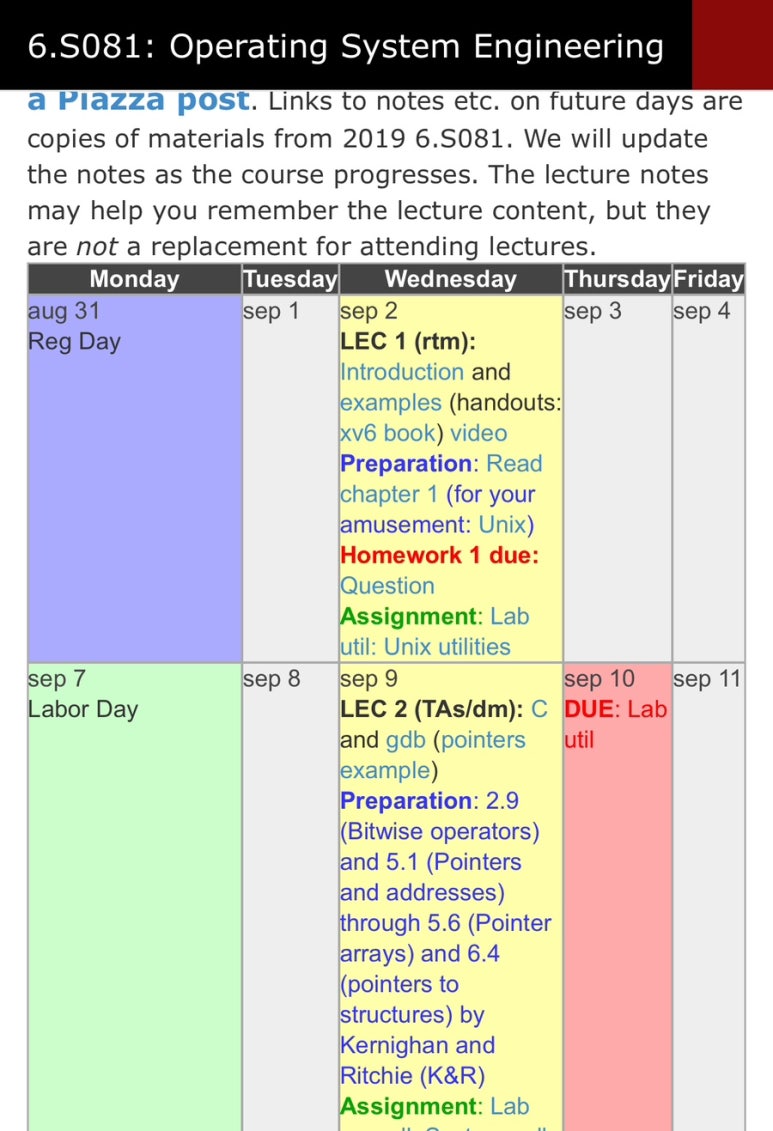 6.S081: Operating System Engineering
a Piazza post. Links to notes etc. on future days are
copies of materials from 2019 6.S081. We will update
the notes as the course progresses. The lecture notes
may help you remember the lecture content, but they
are not a replacement for attending lectures.
Monday Tuesday Wednesday Thursday Friday
aug 31
Reg Day
sep 1
sep 2
LEC 1 (rtm):
Introduction and
examples (handouts:
xv6 book) video
Preparation: Read
chapter 1 (for your
amusement: Unix)
Homework 1 due:
Question
Assignment: Lab
util: Unix utilities
sep 3
sep 4
sep 7
Labor Day
sep 8
sep 9
LEC 2 (TAs/dm): C
and gdb (pointers
example)
Preparation: 2.9
(Bitwise operators)
and 5.1 (Pointers
and addresses)
through 5.6 (Pointer
arrays) and 6.4
(pointers to
structures) by
Kernighan and
Ritchie (K&R)
Assignment: Lab
sep 10
DUE: Lab
util
sep 11